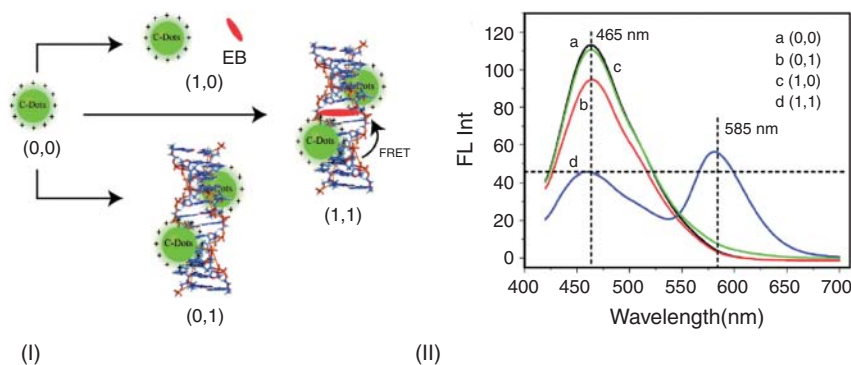 C-Dots
EB
(1,0)
C-Dots
(0,0)
Dots
C-Dots
FRET
(1,1)
Dots
C-Dots
(0,1)
(I)
FL Int
120
100
80
60
40
20
0
400 450 500 550 600 650 700
Wavelength(nm)
a
465 nm
c
b
d
585 nm
a (0,0)
b (0,1)
c (1,0)
d (1,1)
(II)